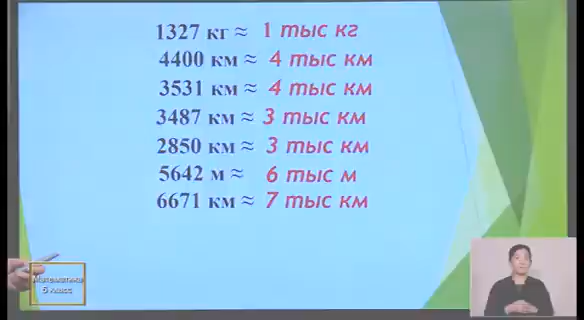 1327 кг ≈ 1 тыс кг
4400 км ≈ 4 тыс км
3531 км ≈ 4 тыс км
3487 км ≈ 3 тыс км
2850 км ≈ 3 тыс км
5642 м ≈ 6 тыс м
6671 км ≈ 7 тыс км
Математика
5 класс